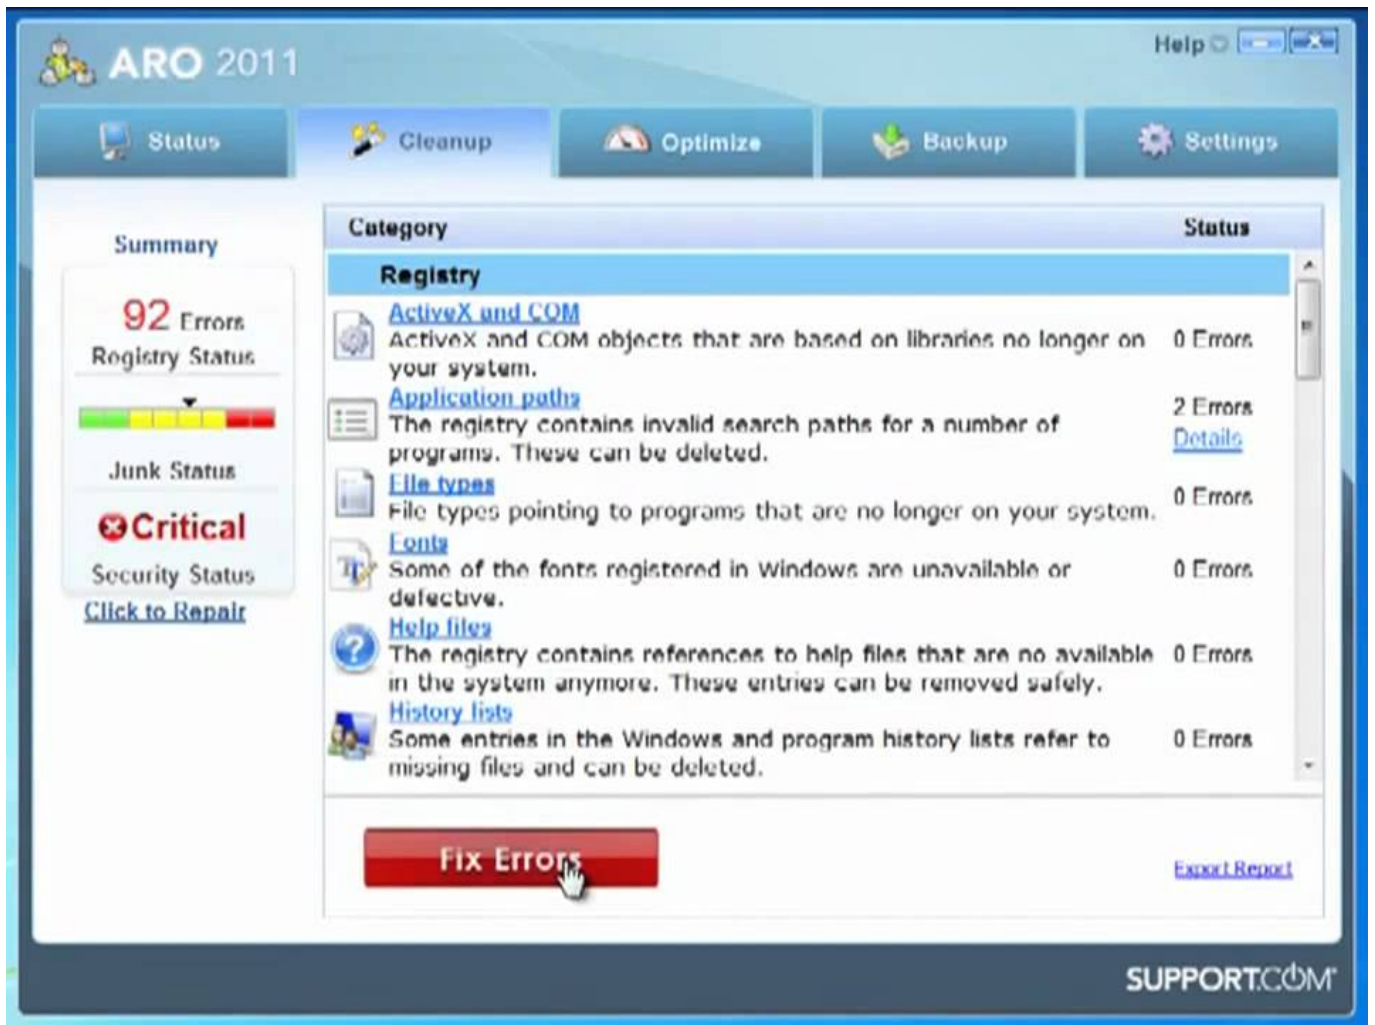 ARO 2011
Help
Status
Cleanup
Optimize
Backup
Settings
Summary
92 Errors
Registry Status
Junk Status
Critical
Security Status
Click to Repair
Category
Status
Registry
ActiveX and COM
ActiveX and COM objects that are based on libraries no longer on
your system.
0 Errors
Application paths
The registry contains invalid search paths for a number of
programs. These can be deleted.
2 Errors
Details
File types
File types pointing to programs that are no longer on your system.
0 Errors
Fonts
Some of the fonts registered in Windows are unavailable or
defective.
0 Errors
Help files
The registry contains references to help files that are no available
in the system anymore. These entries can be removed safely.
0 Errors
History lists
Some entries in the Windows and program history lists refer to
missing files and can be deleted.
0 Errors
Fix Errors
Export Report
SUPPORT.COM